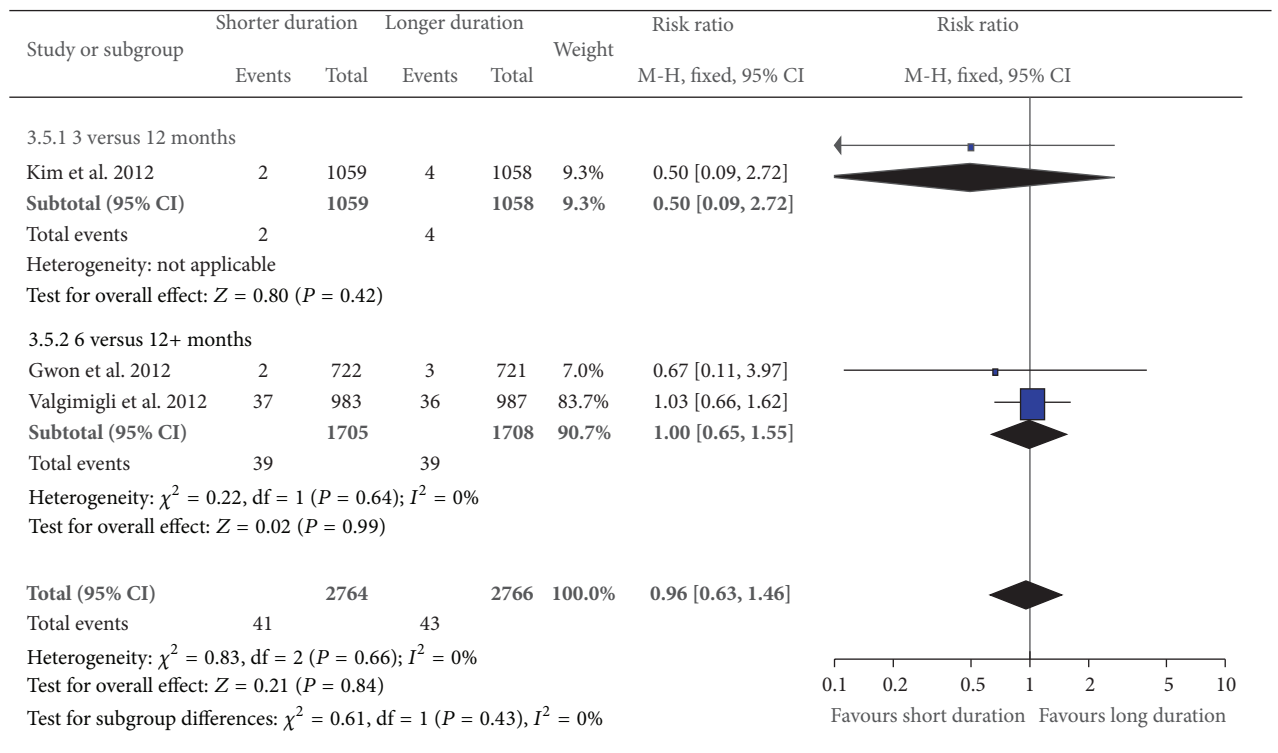 Study or subgroup Shorter duration Longer duration Weight Risk ratio Risk ratio
Events Total Events Total M-H, fixed, 95% CI M-H, fixed, 95% CI
3.5.1 3 versus 12 months
Kim et al. 2012 2 1059 4 1058 9.3% 0.50 [0.09, 2.72]
Subtotal (95% CI) 1059 1058 9.3% 0.50 [0.09, 2.72]
Total events 2 4
Heterogeneity: not applicable
Test for overall effect: Z = 0.80 (P = 0.42)
3.5.2 6 versus 12+ months
Gwon et al. 2012 2 722 3 721 7.0% 0.67 [0.11, 3.97]
Valgimigli et al. 2012 37 983 36 987 83.7% 1.03 [0.66, 1.62]
Subtotal (95% CI) 1705 1708 90.7% 1.00 [0.65, 1.55]
Total events 39 39
Heterogeneity: χ² = 0.22, df = 1 (P = 0.64); I² = 0%
Test for overall effect: Z = 0.02 (P = 0.99)
Total (95% CI) 2764 2766 100.0% 0.96 [0.63, 1.46]
Total events 41 43
Heterogeneity: χ² = 0.83, df = 2 (P = 0.66); I² = 0%
Test for overall effect: Z = 0.21 (P = 0.84)
Test for subgroup differences: χ² = 0.61, df = 1 (P = 0.43), I² = 0%
0.1 0.2 0.5 1 2 5 10
Favours short duration Favours long duration